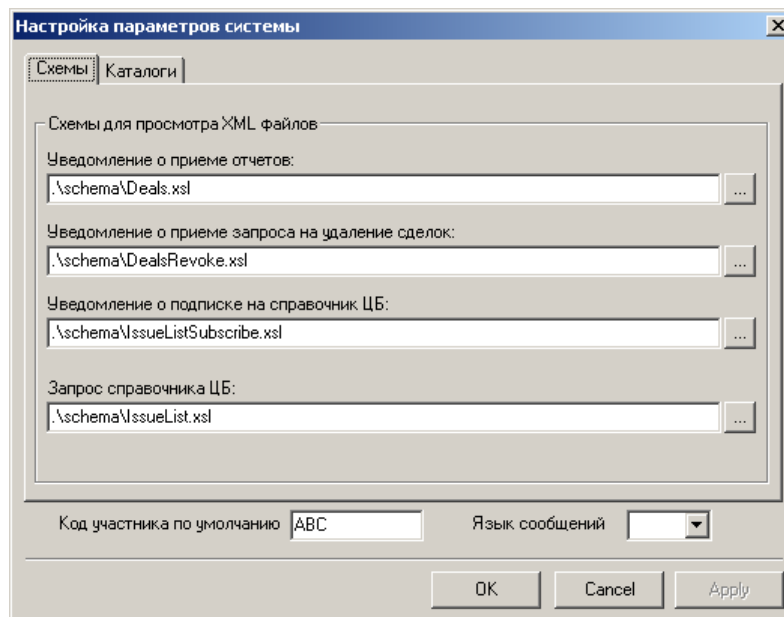 Настройка параметров системы
Схемы Каталоги
Схемы для просмотра XML файлов
Уведомление о приеме отчетов:
.\schema\Deals.xsl ...
Уведомление о приеме запроса на удаление сделок:
.\schema\DealsRevoke.xsl ...
Уведомление о подписке на справочник ЦБ:
.\schema\IssueListSubscribe.xsl ...
Запрос справочника ЦБ:
.\schema\IssueList.xsl ...
Код участника по умолчанию ABC Язык сообщений
OK Cancel Apply